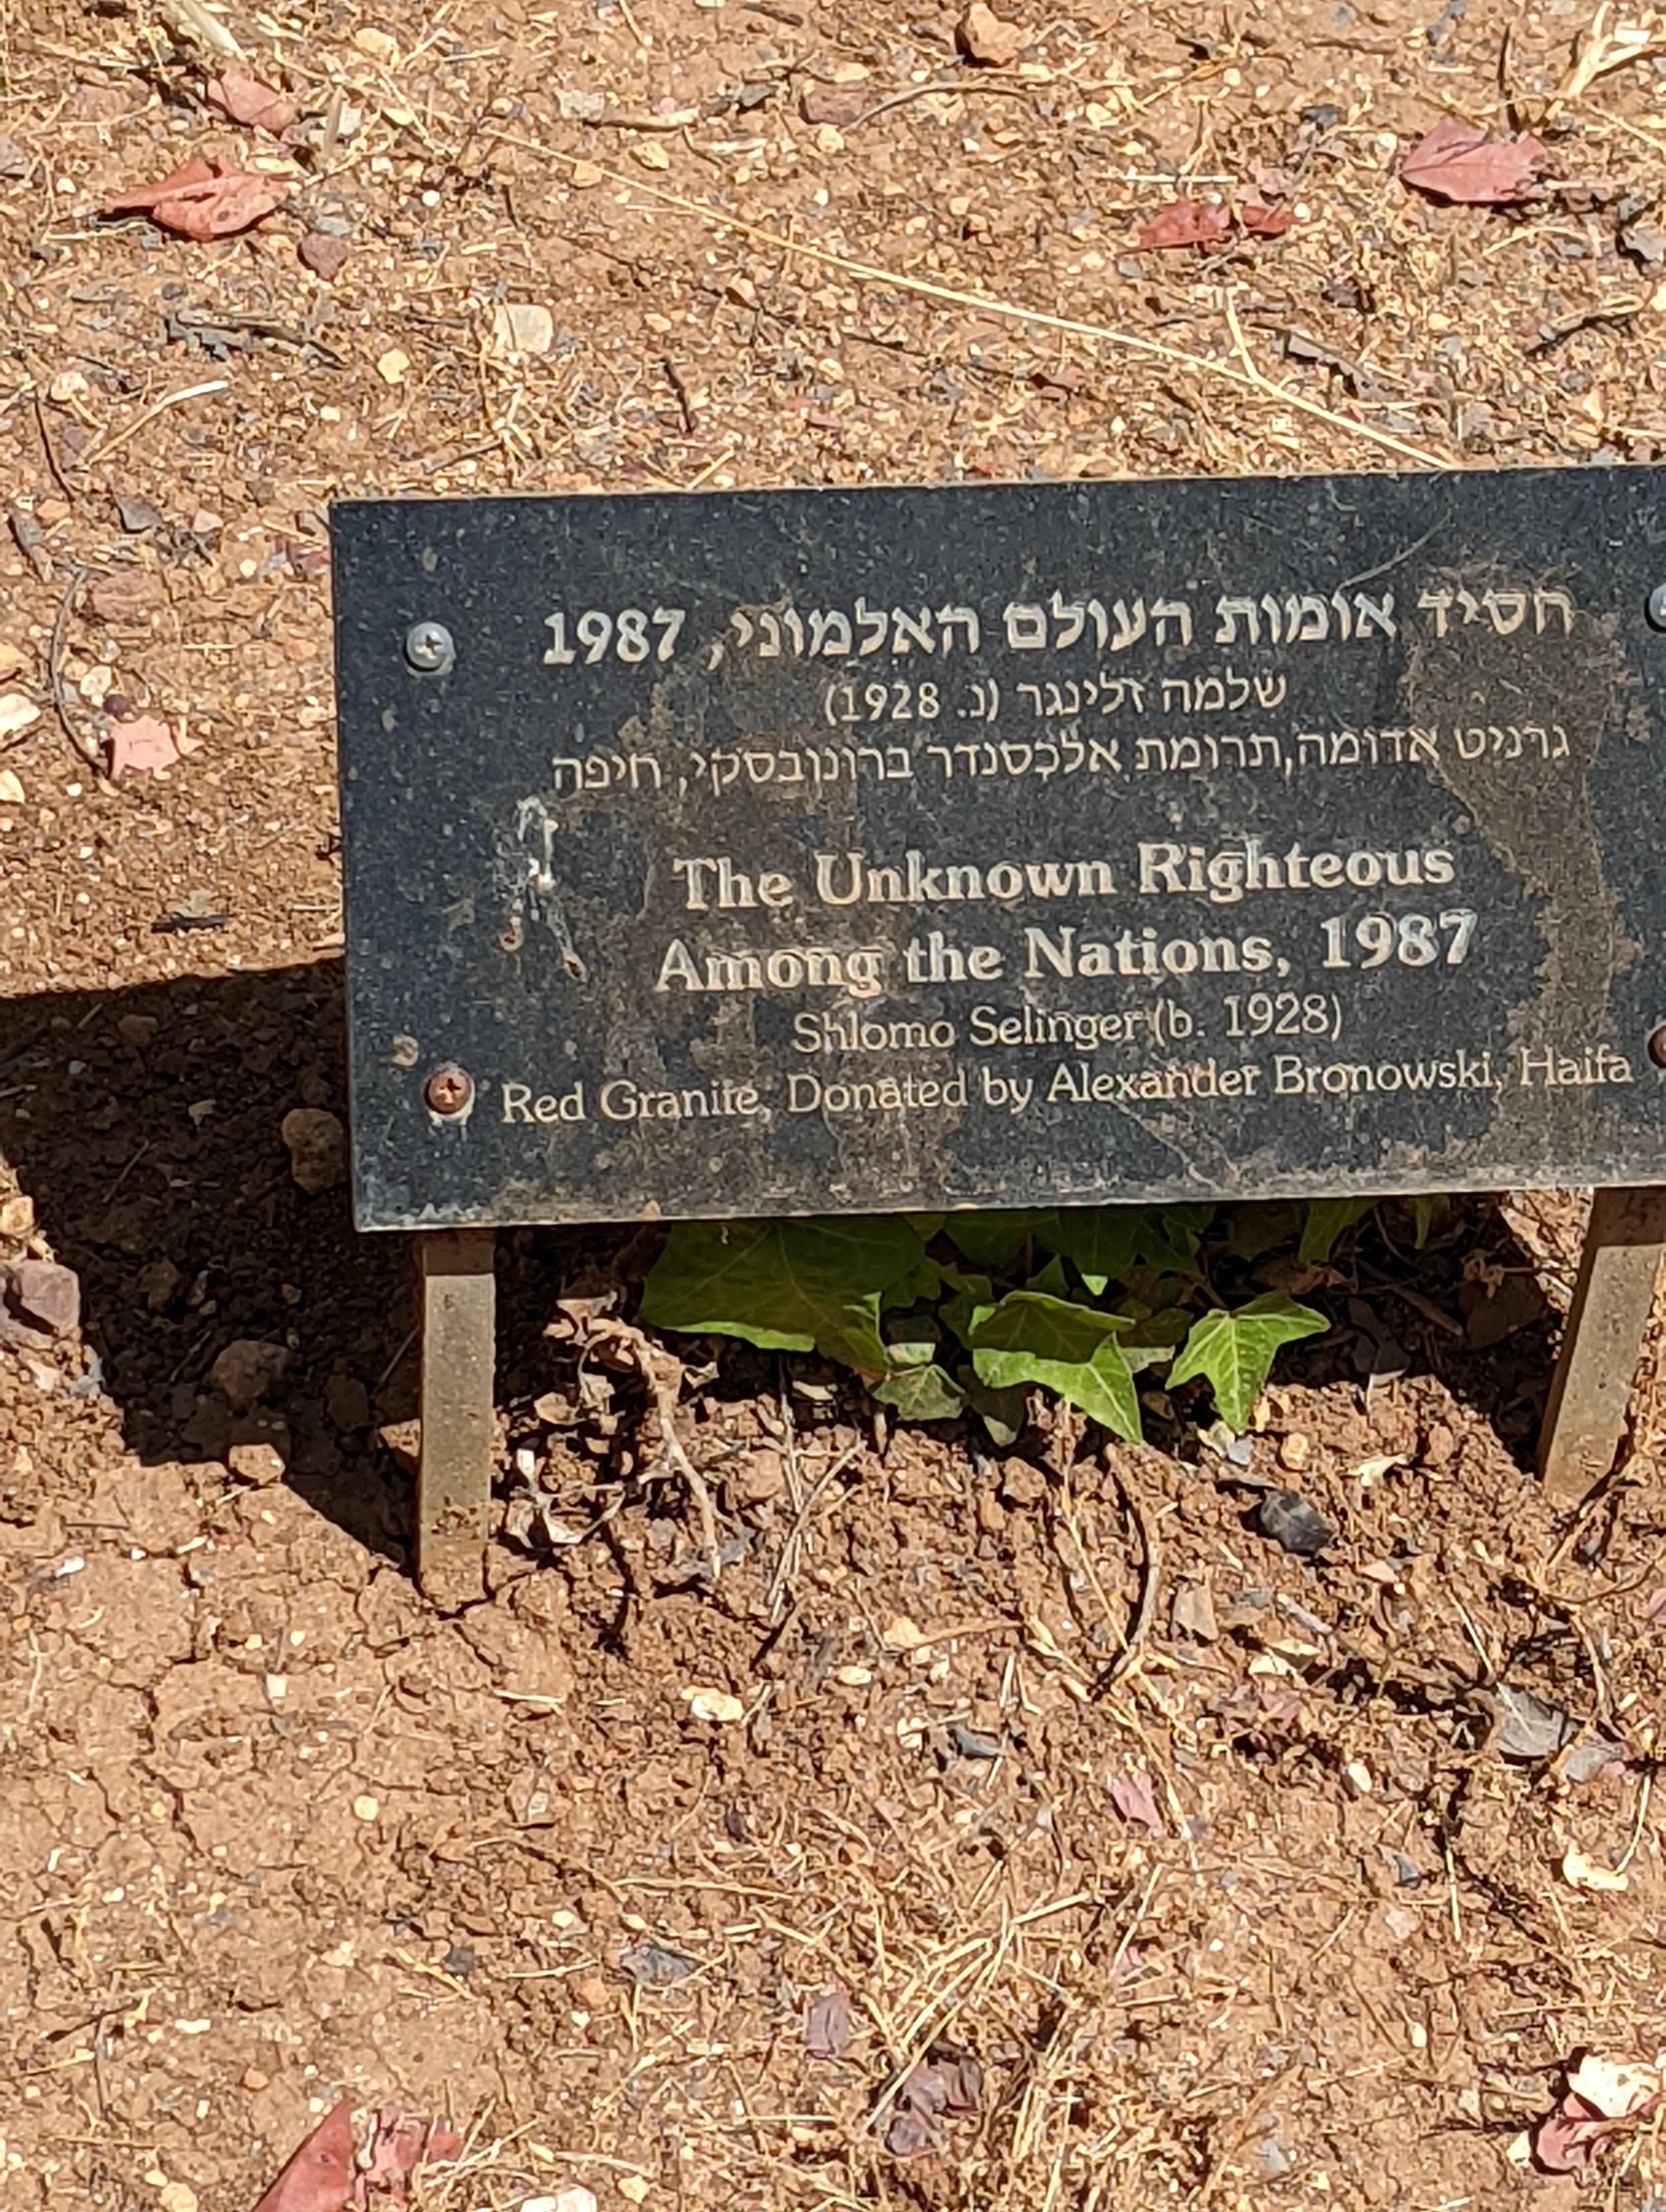 חסיד אומות העולם האלמוני, 1987
שלמה זלינגר (נ. 1928)
גרניט אדומה,תרומת אלכסנדר ברונובסקי, חיפה
The Unknown Righteous
Among the Nations, 1987
Shlomo Selinger (b. 1928)
Red Granite, Donated by Alexander Bronowski, Haifa